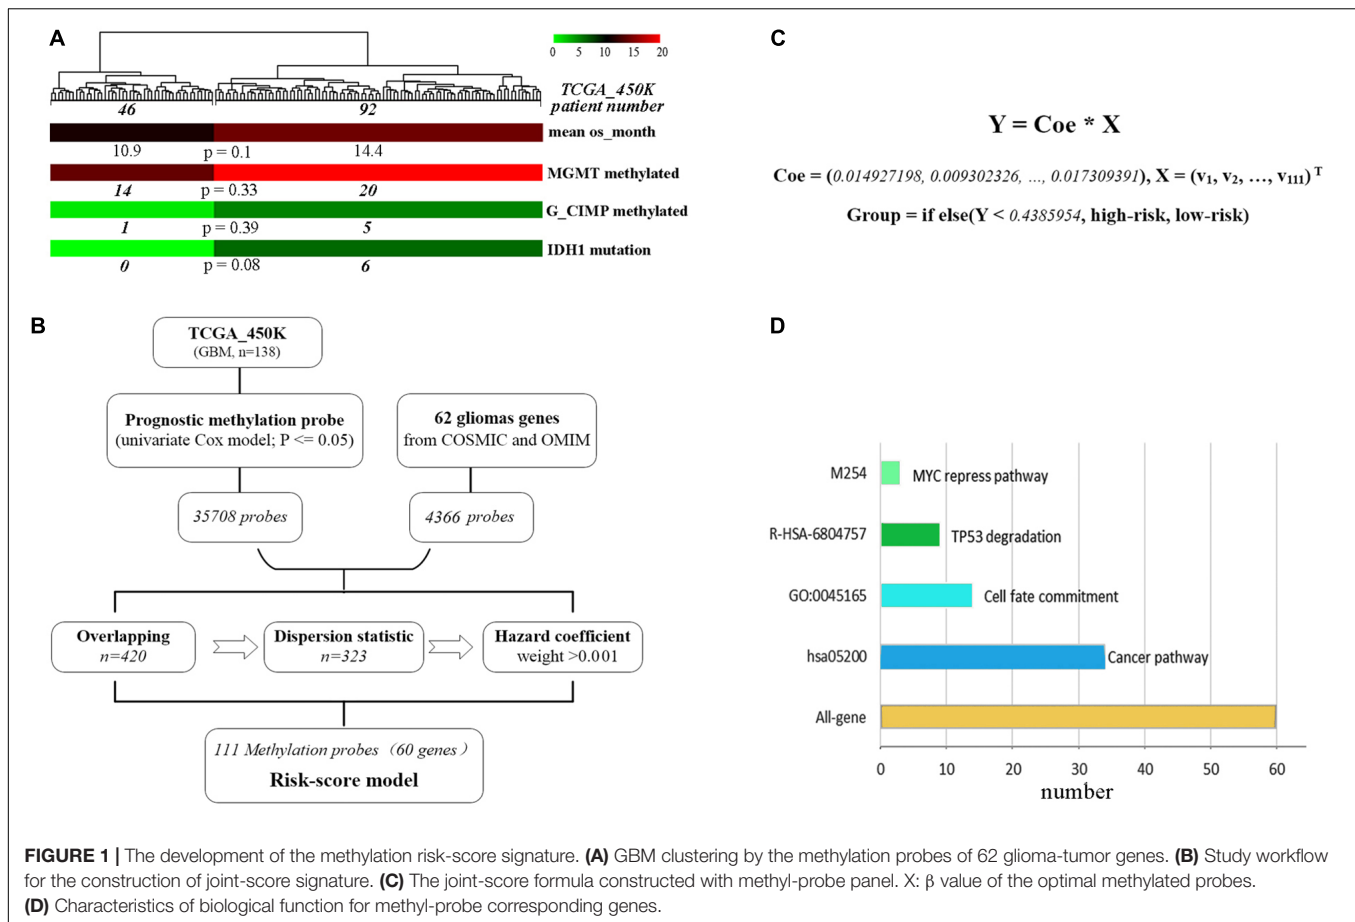 A
0 5 10 15 20
TCGA_450K
patient number
46 92
mean os_month
10.9 p = 0.1 14.4
MGMT methylated
14 p = 0.33 20
G_CIMP methylated
1 p = 0.39 5
IDH1 mutation
0 p = 0.08 6
B
TCGA_450K
(GBM, n=138)
Prognostic methylation probe
(univariate Cox model; P <= 0.05)
62 gliomas genes
from COSMIC and OMIM
35708 probes
4366 probes
Overlapping
n=420
Dispersion statistic
n=323
Hazard coefficient
weight >0.001
111 Methylation probes（60 genes）
Risk-score model
C
Y = Coe * X
Coe = (0.014927198, 0.009302326, ..., 0.017309391), X = (v1, v2, …, v111) T
Group = if else(Y < 0.4385954, high-risk, low-risk)
D
M254 MYC repress pathway
R-HSA-6804757 TP53 degradation
GO:0045165 Cell fate commitment
hsa05200 Cancer pathway
All-gene
0 10 20 30 40 50 60
number
FIGURE 1 | The development of the methylation risk-score signature. (A) GBM clustering by the methylation probes of 62 glioma-tumor genes. (B) Study workflow
for the construction of joint-score signature. (C) The joint-score formula constructed with methyl-probe panel. X: β value of the optimal methylated probes.
(D) Characteristics of biological function for methyl-probe corresponding genes.